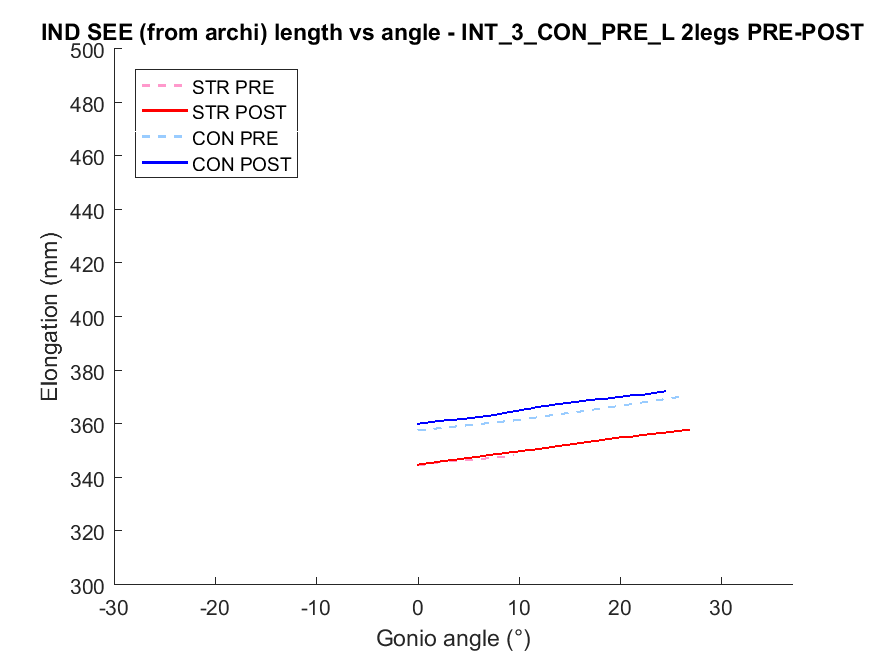 IND SEE (from archi) length vs angle - INT_3_CON_PRE_L 2legs PRE-POST
500
480
460
440
420
400
380
360
340
320
300
Elongation (mm)
STR PRE
STR POST
CON PRE
CON POST
-30
-20
-10
0
10
20
30
Gonio angle (°)